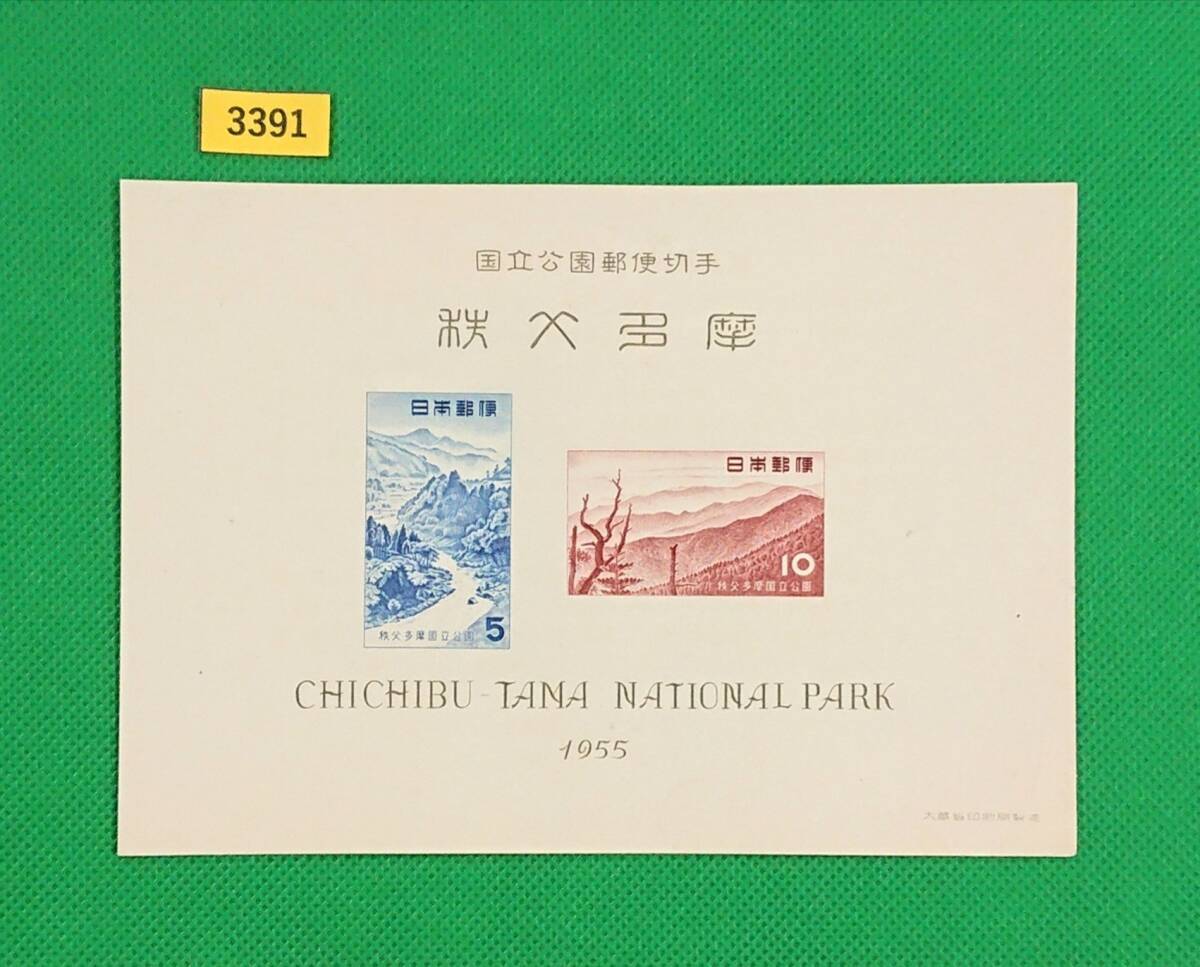 3391
国立公園郵便切手
秩父多摩
日本郵便
秩父多摩国立公園 5
日本郵便
10
秩父多摩国立公園
CHICHIBU-TAMA NATIONAL PARK
1955
大蔵省印刷局製造